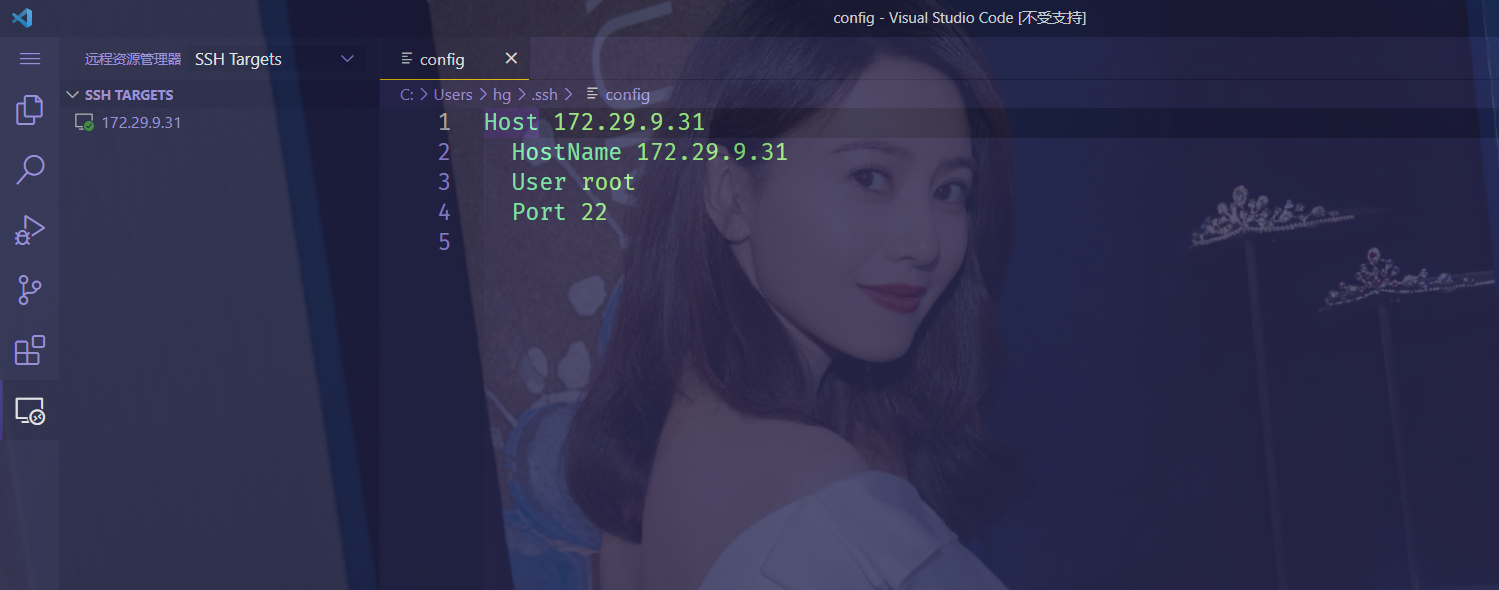 config - Visual Studio Code [不受支持]
远程资源管理器 SSH Targets
config
SSH TARGETS
172.29.9.31
C: > Users > hg > .ssh > config
1 Host 172.29.9.31
2 HostName 172.29.9.31
3 User root
4 Port 22
5